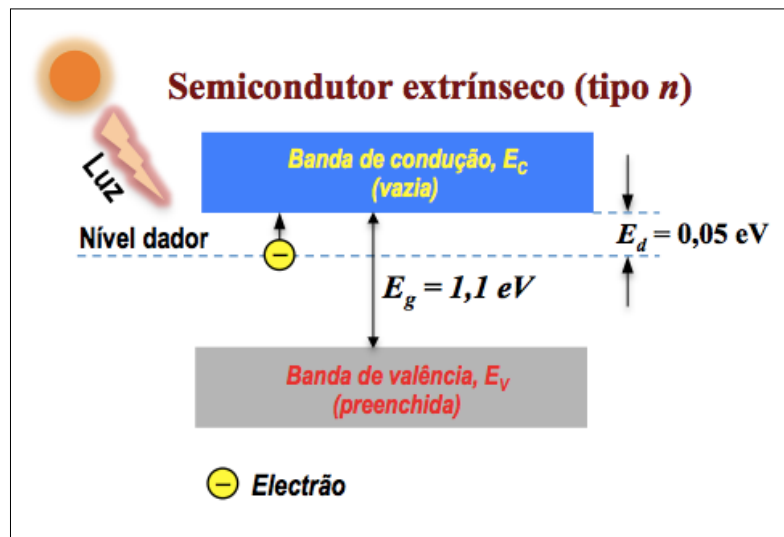 Semicondutor extrínseco (tipo n)
Luz
Banda de condução, E_C
(vazia)
Nível dador
E_d = 0,05 eV
−
E_g = 1,1 eV
Banda de valência, E_V
(preenchida)
− Electrão